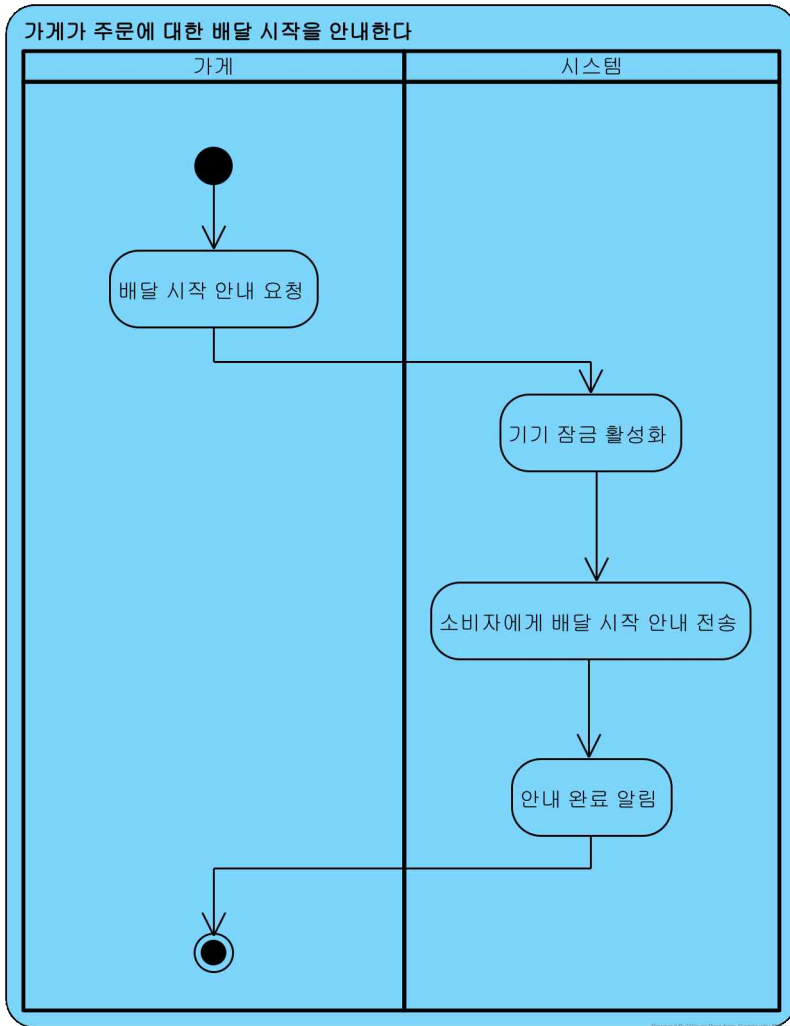 가게가 주문에 대한 배달 시작을 안내한다
가게
시스템
배달 시작 안내 요청
기기 잠금 활성화
소비자에게 배달 시작 안내 전송
안내 완료 알림